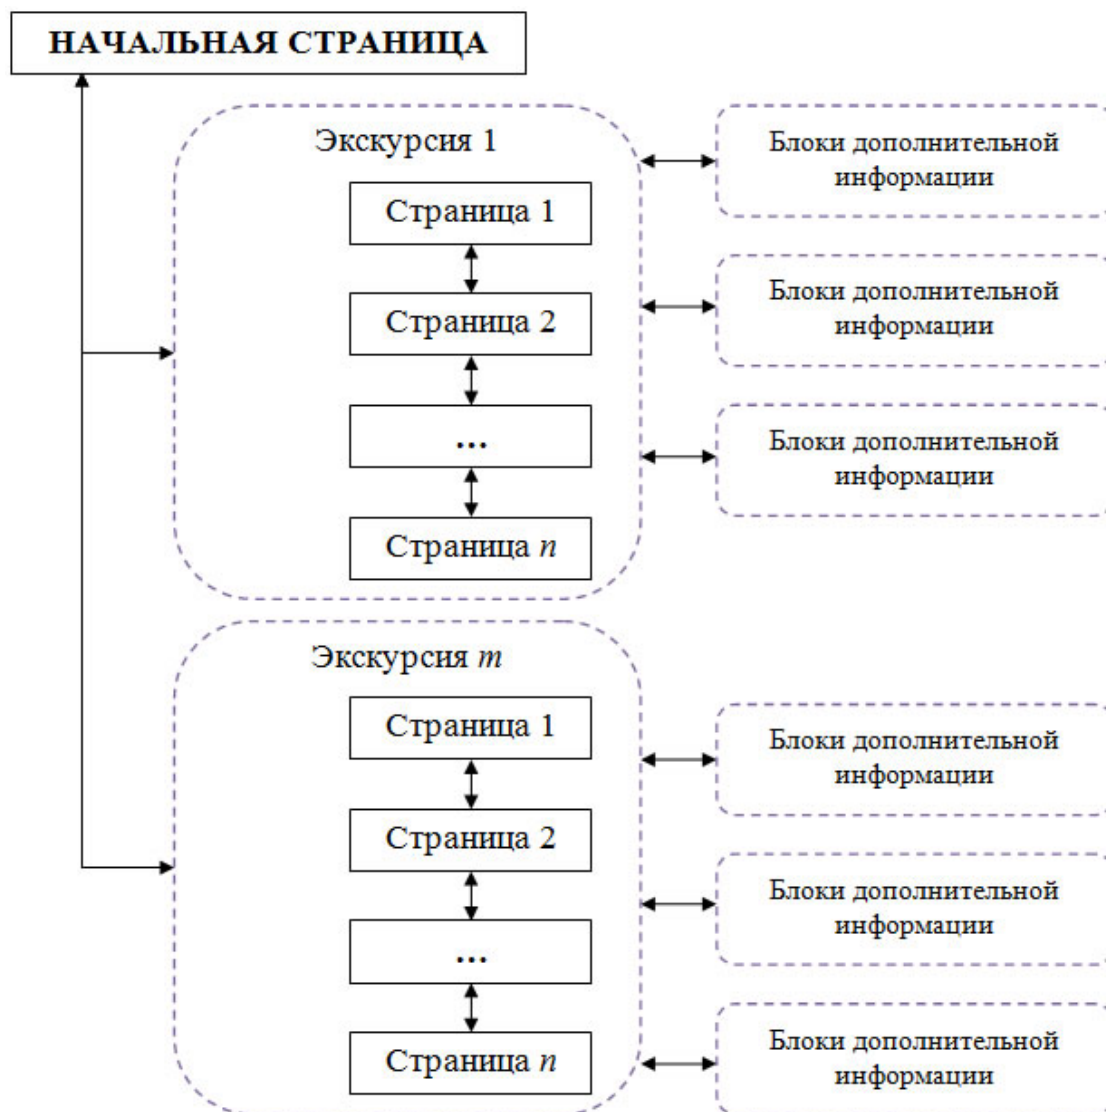 НАЧАЛЬНАЯ СТРАНИЦА
Экскурсия 1
Страница 1
Страница 2
...
Страница n
Блоки дополнительной
информации
Блоки дополнительной
информации
Блоки дополнительной
информации
Экскурсия m
Страница 1
Страница 2
...
Страница n
Блоки дополнительной
информации
Блоки дополнительной
информации
Блоки дополнительной
информации